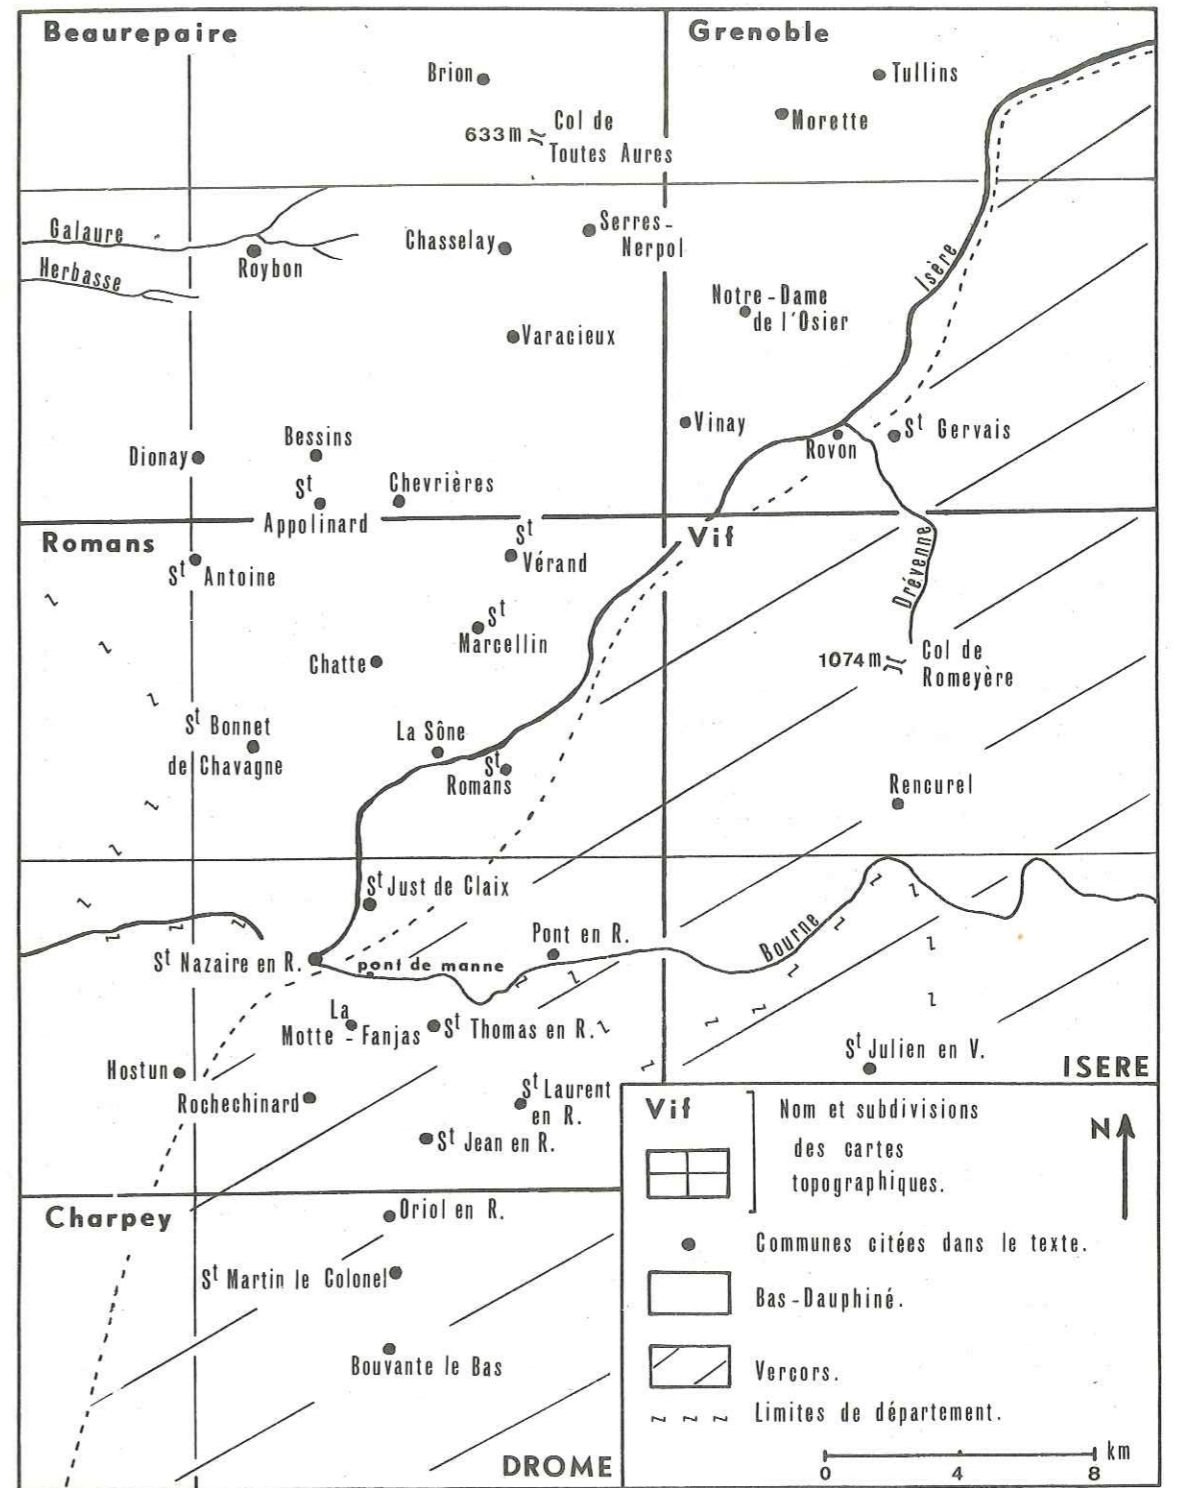 Beaurepaire
Grenoble
Brion
Tullins
Morette
633m
Col de
Toutes Aures
Galaure
Roybon
Herbasse
Chasselay
Serres-
Nerpol
Isère
Notre-Dame
de l'Osier
Varacieux
Vinay
Rovon
St Gervais
Dionay
Bessins
St
Appolinard
Chevrières
Romans
St
Vérand
Vif
St Antoine
Drévenne
St
Marcellin
Chatte
1074m
Col de
Romeyère
St Bonnet
de Chavagne
La Sône
St
Romans
Rencurel
St Just de Claix
Pont en R.
Bourne
St Nazaire en R.
pont de manne
La
Motte - Fanjas
St Thomas en R.
Hostun
St Julien en V.
ISERE
Rochechinard
St Laurent
en R.
St Jean en R.
Charpey
Oriol en R.
St Martin le Colonel
Bouvante le Bas
DROME
Vif
Nom et subdivisions
des cartes
topographiques.
N
Communes citées dans le texte.
Bas-Dauphiné.
Vercors.
Limites de département.
km
0 4 8